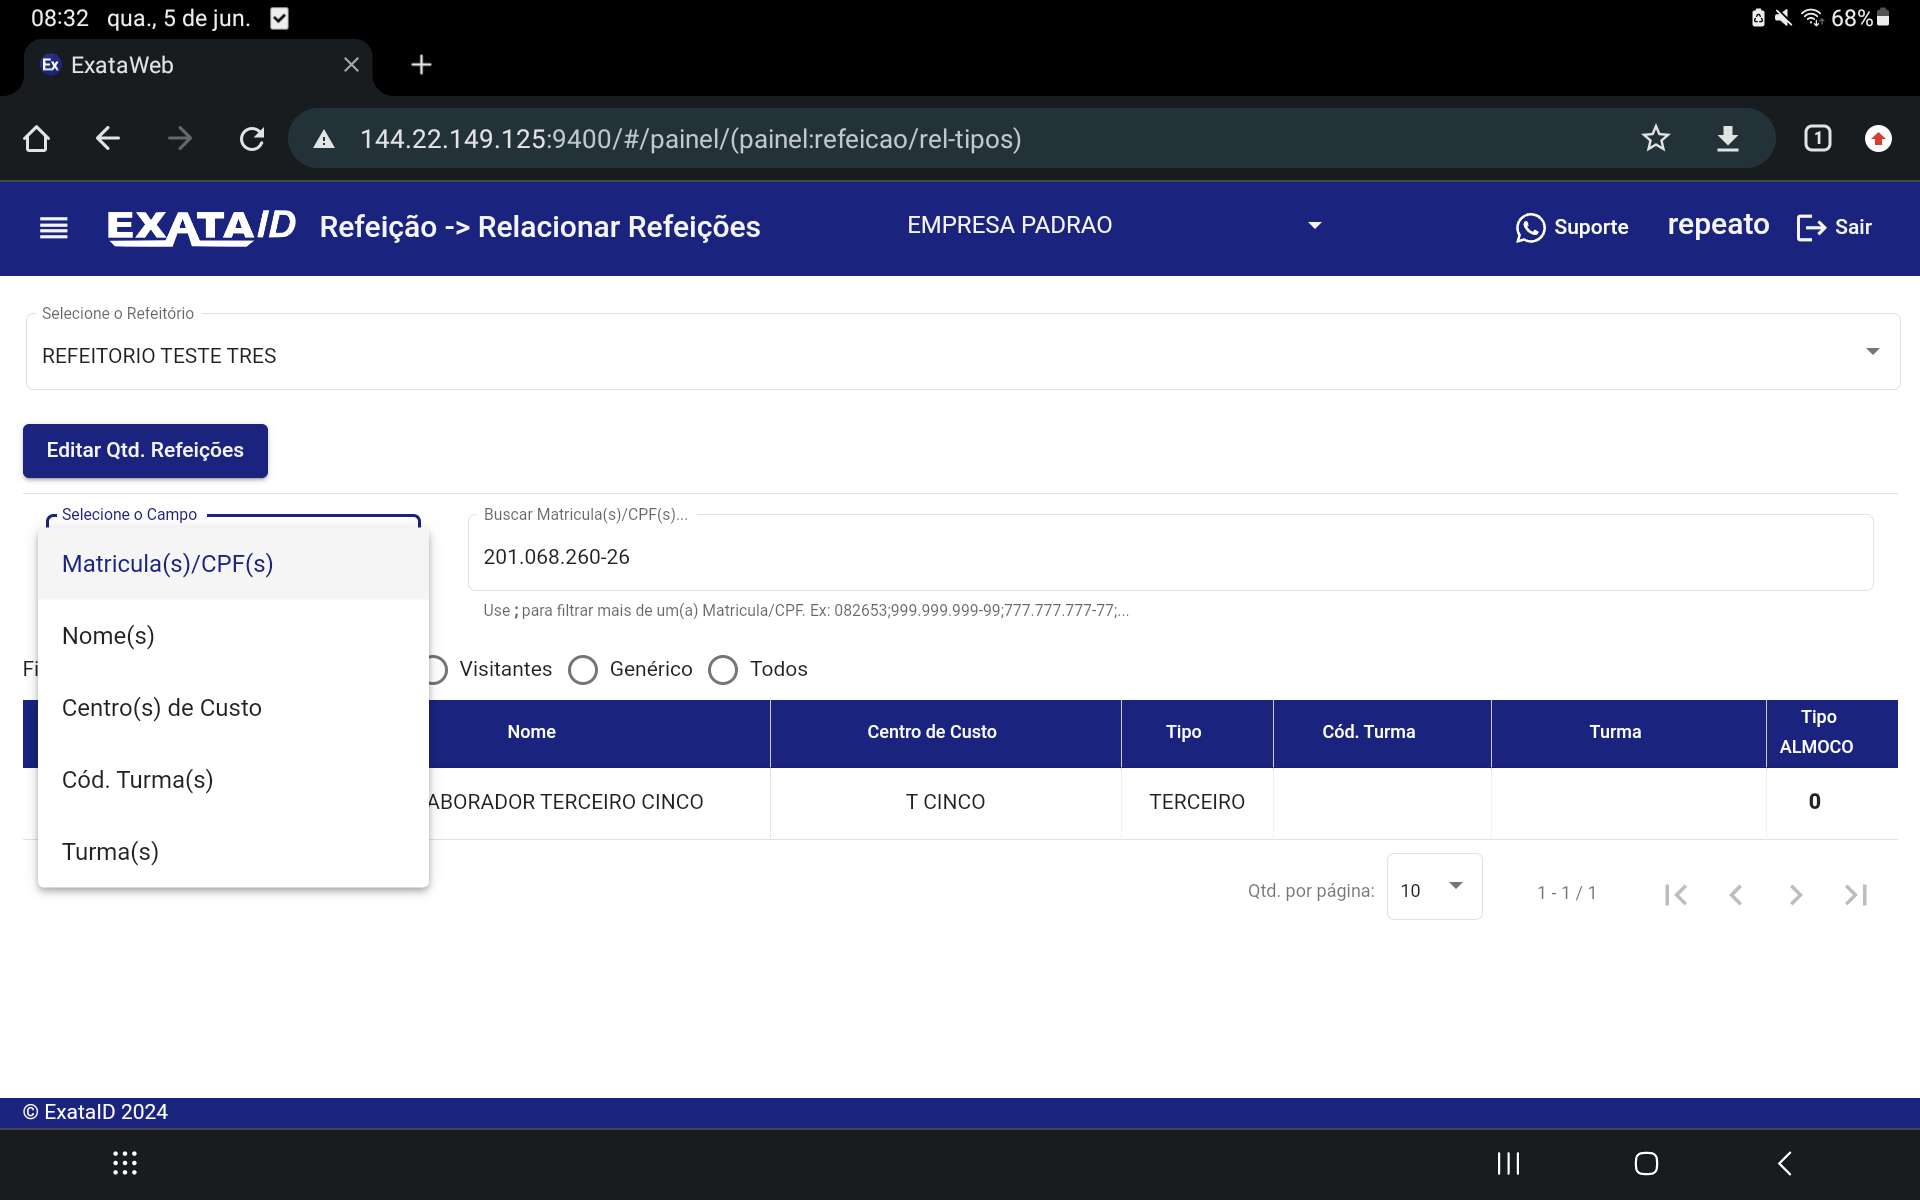 08:32 qua., 5 de jun.
68%
Ex ExataWeb
144.22.149.125:9400/#/painel/(painel:refeicao/rel-tipos)
1
EXATAID Refeição -> Relacionar Refeições EMPRESA PADRAO Suporte repeato Sair
Selecione o Refeitório
REFEITORIO TESTE TRES
Editar Qtd. Refeições
Selecione o Campo
Matricula(s)/CPF(s)
Nome(s)
Centro(s) de Custo
Cód. Turma(s)
Turma(s)
Buscar Matricula(s)/CPF(s)...
201.068.260-26
Use ; para filtrar mais de um(a) Matricula/CPF. Ex: 082653;999.999.999-99;777.777.777-77;...
Fi Visitantes Genérico Todos
Nome Centro de Custo Tipo Cód. Turma Turma Tipo ALMOCO
ABORADOR TERCEIRO CINCO T CINCO TERCEIRO 0
Qtd. por página: 10 1 - 1 / 1
© ExataID 2024